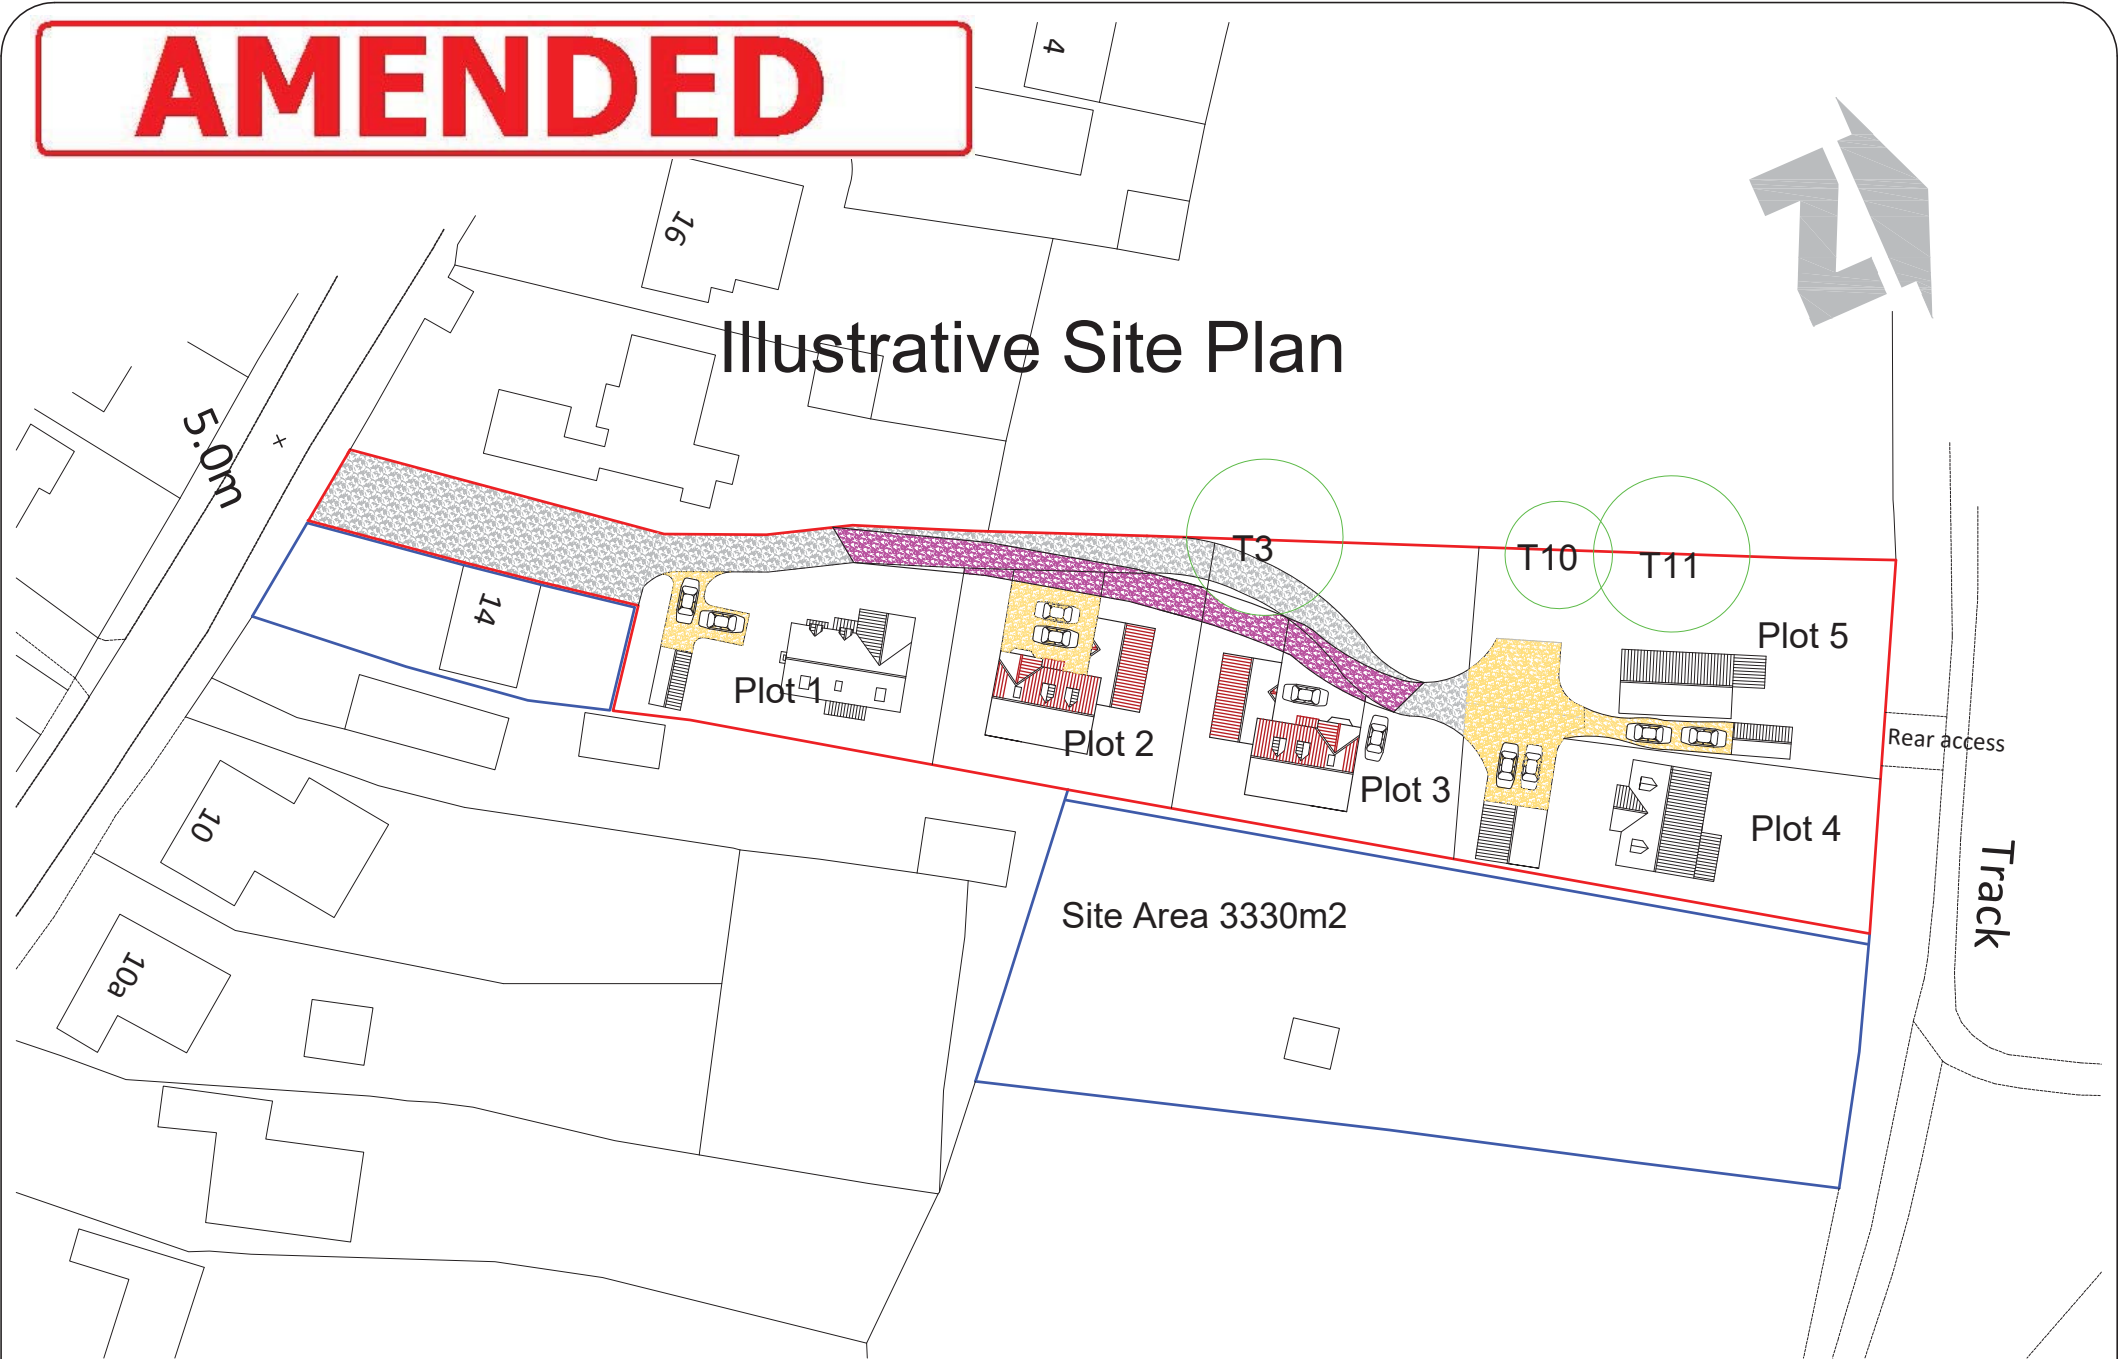 AMENDED
4
16
Illustrative Site Plan
5.0m
T3
T10
T11
14
Plot 5
Plot 1
Plot 2
Rear access
Plot 3
10
Plot 4
Track
Site Area 3330m2
10a